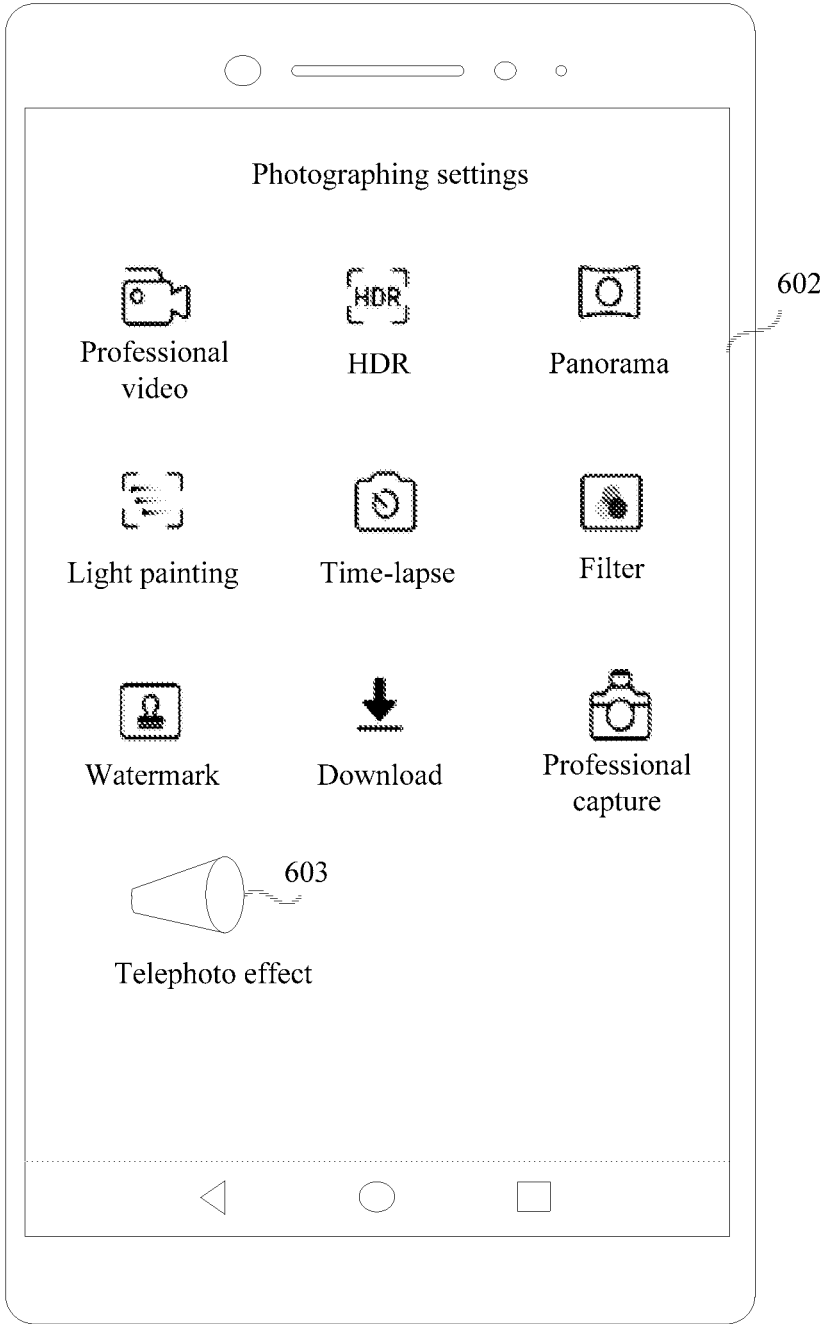 Photographing settings
602
HDR
Professional
video
HDR
Panorama
Light painting
Time-lapse
Filter
Watermark
Download
Professional
capture
603
Telephoto effect